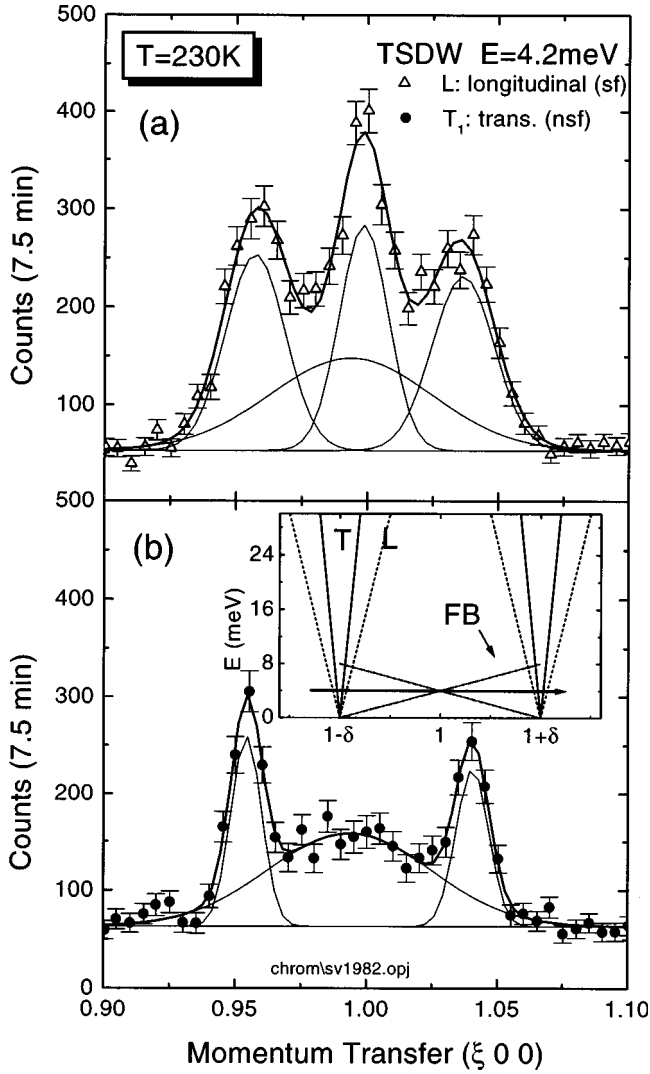 500
400
300
200
100
Counts (7.5 min)
T=230K
TSDW E=4.2meV
L: longitudinal (sf)
T1: trans. (nsf)
(a)
500
400
300
200
100
0
Counts (7.5 min)
(b)
24
16
8
0
E (meV)
T L
FB
1-δ 1 1+δ
chrom\sv1982.opj
0.90 0.95 1.00 1.05 1.10
Momentum Transfer (ξ 0 0)